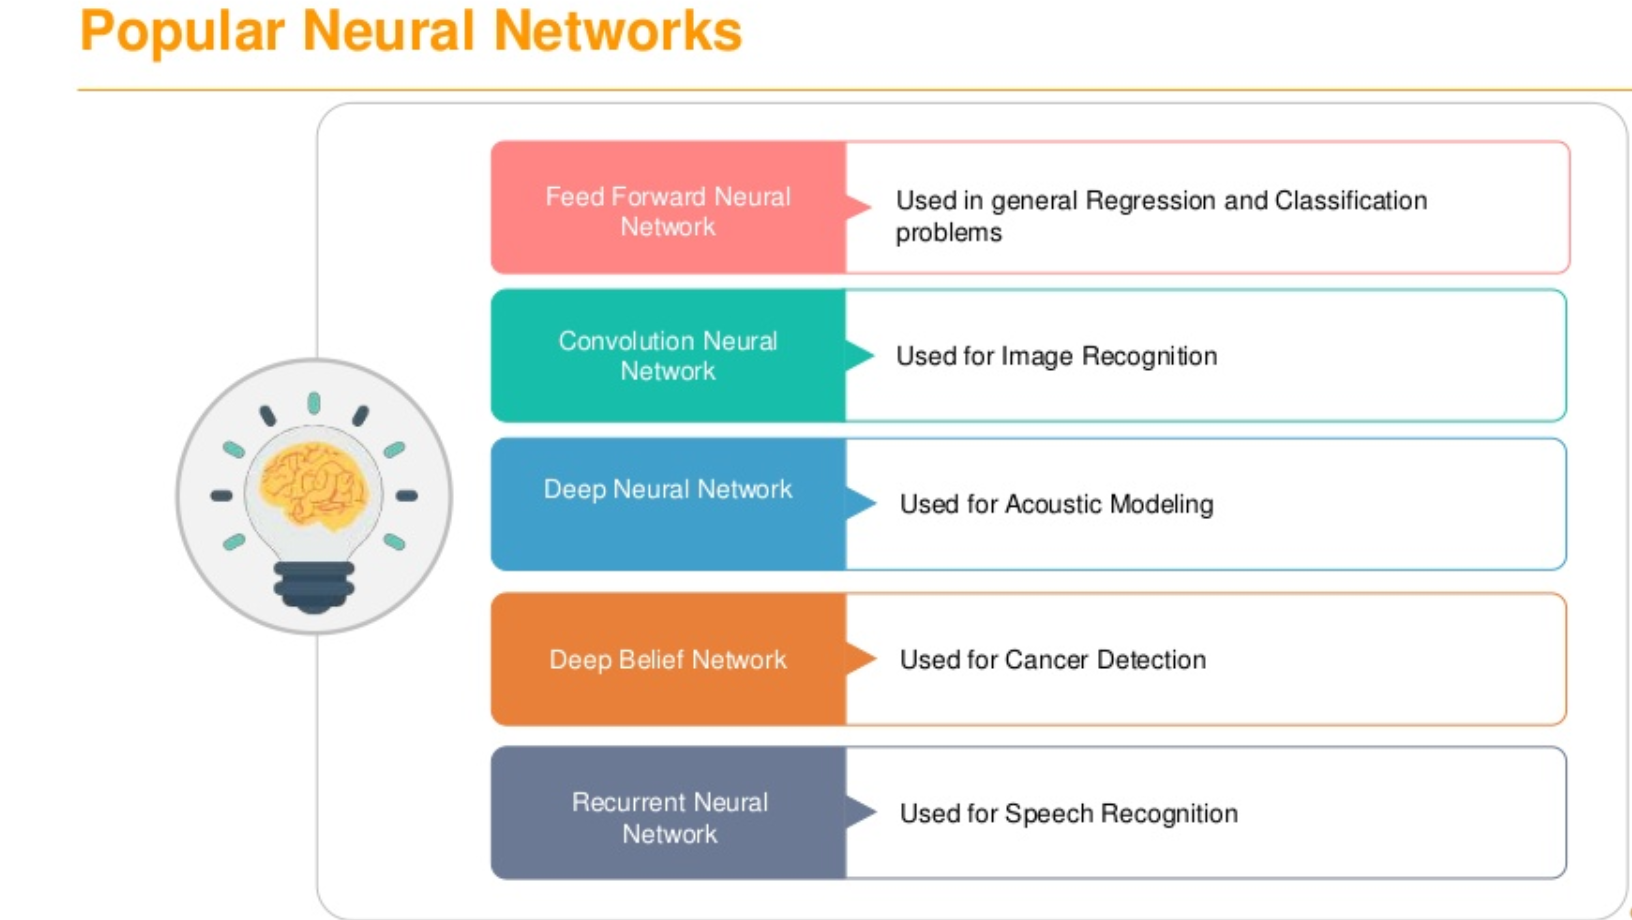 Popular Neural Networks
Feed Forward Neural
Network
Used in general Regression and Classification
problems
Convolution Neural
Network
Used for Image Recognition
Deep Neural Network
Used for Acoustic Modeling
Deep Belief Network
Used for Cancer Detection
Recurrent Neural
Network
Used for Speech Recognition